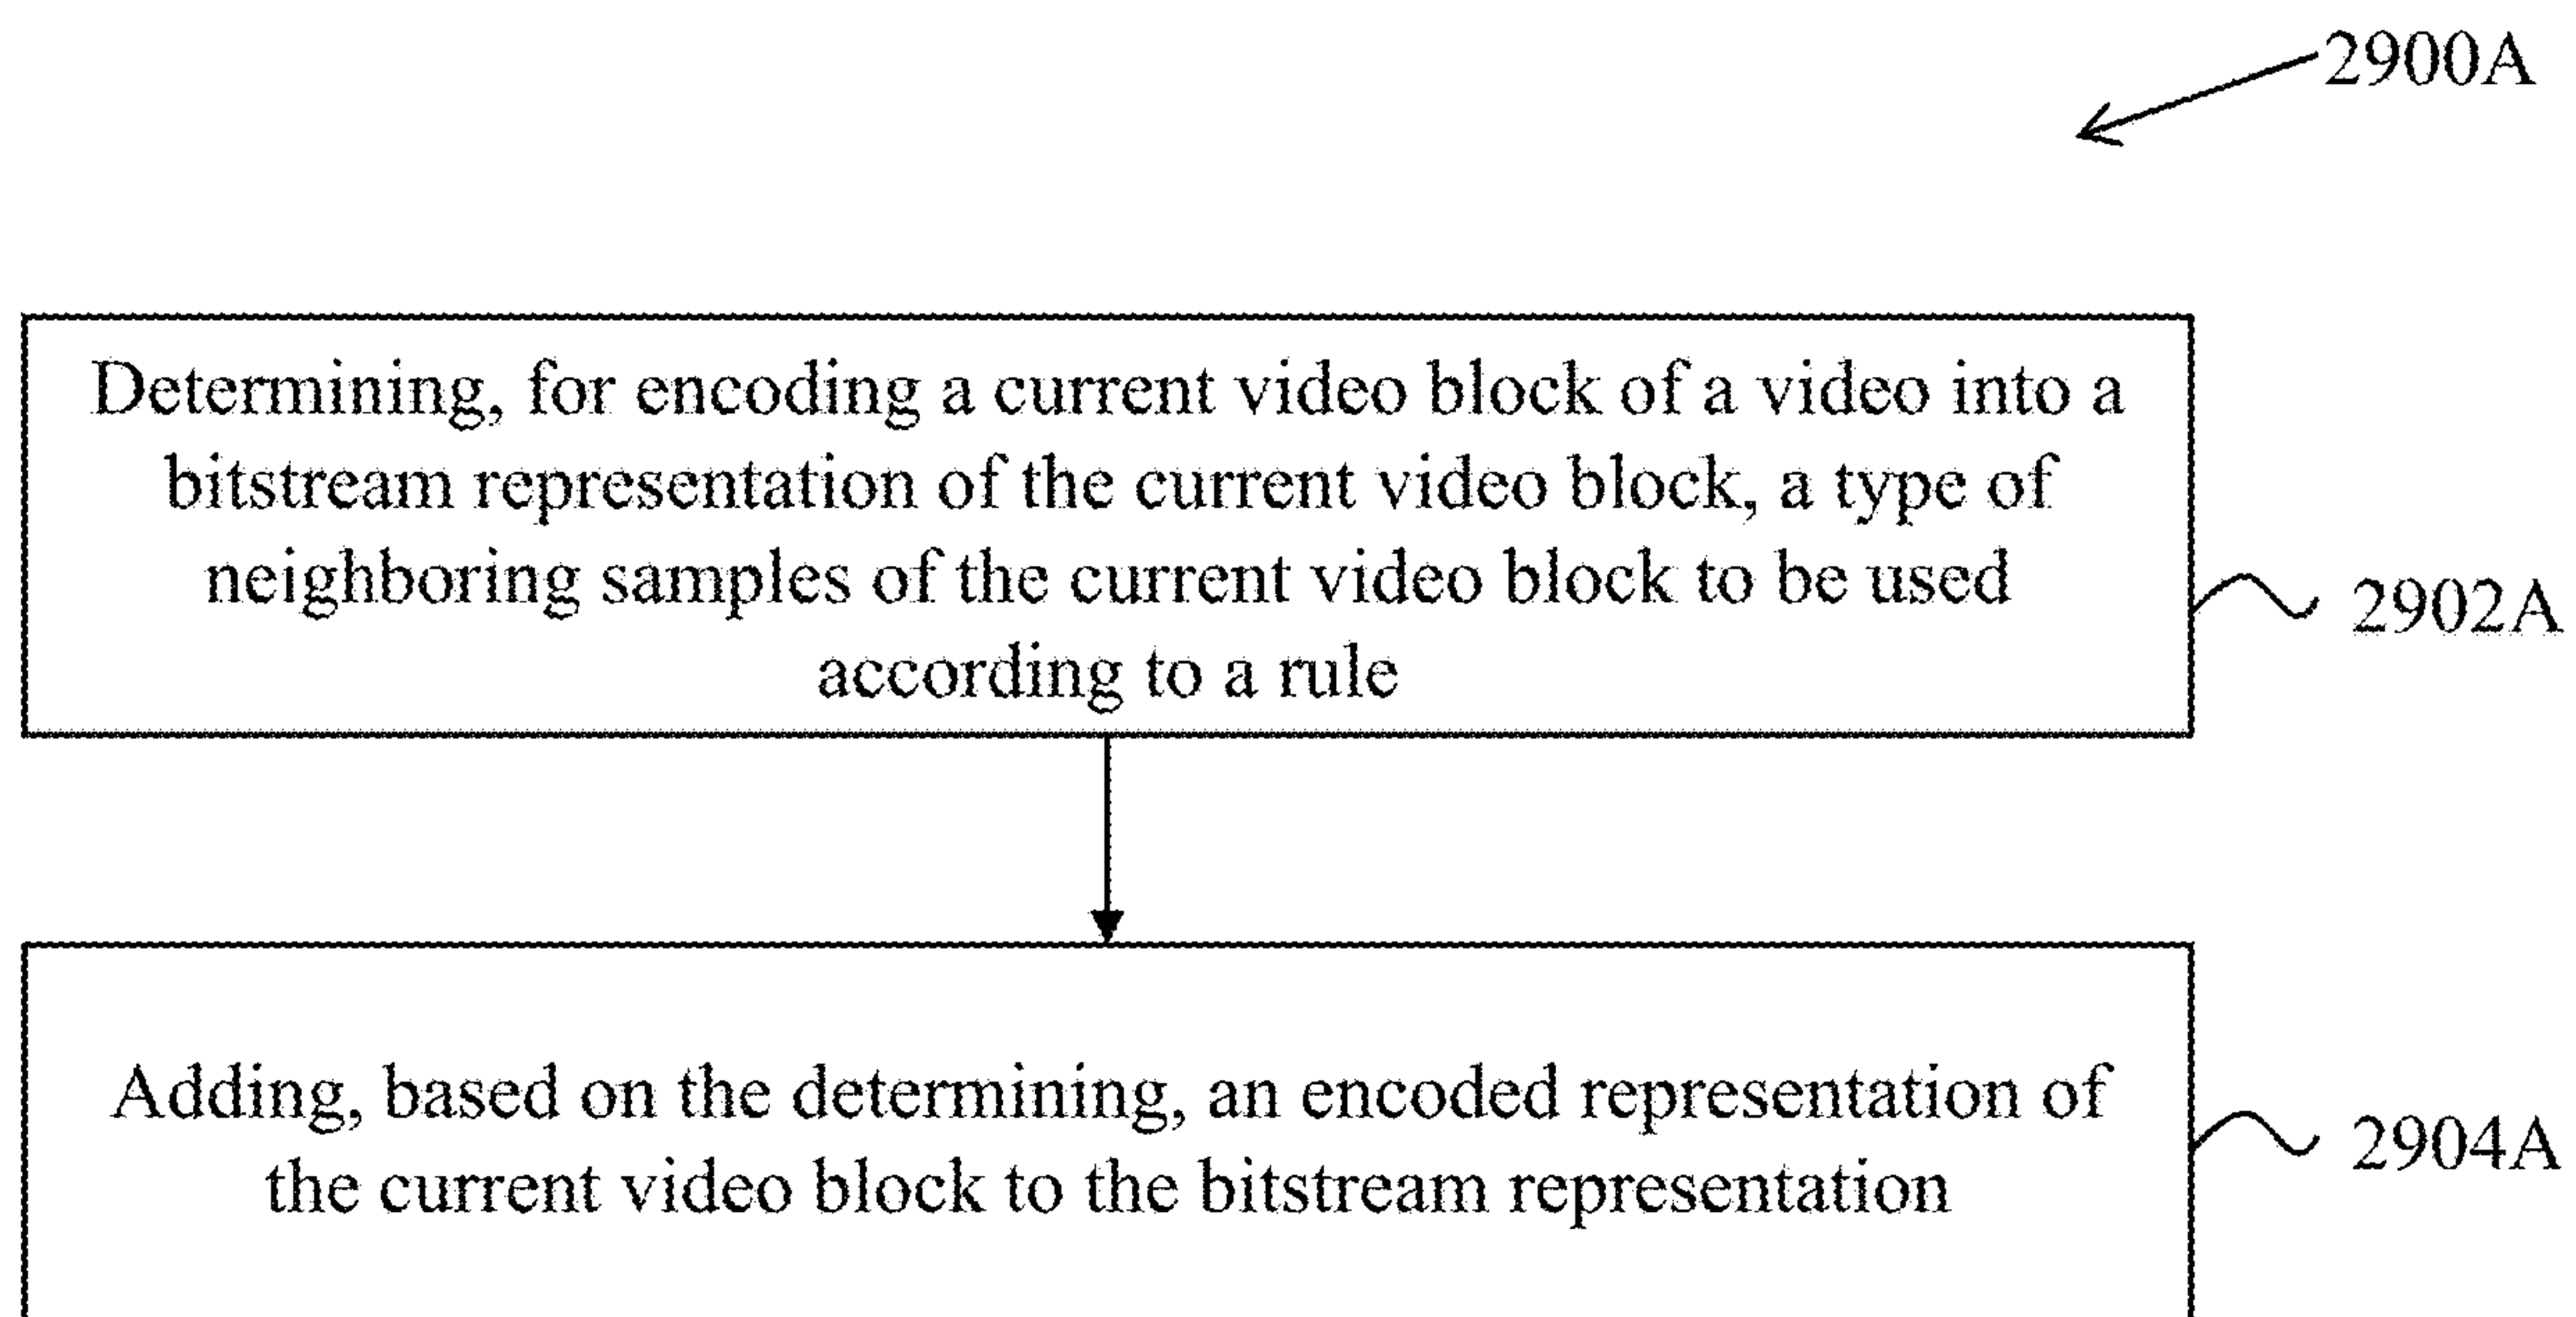 2900A
Determining, for encoding a current video block of a video into a
bitstream representation of the current video block, a type of
neighboring samples of the current video block to be used
according to a rule
2902A
Adding, based on the determining, an encoded representation of
the current video block to the bitstream representation
2904A